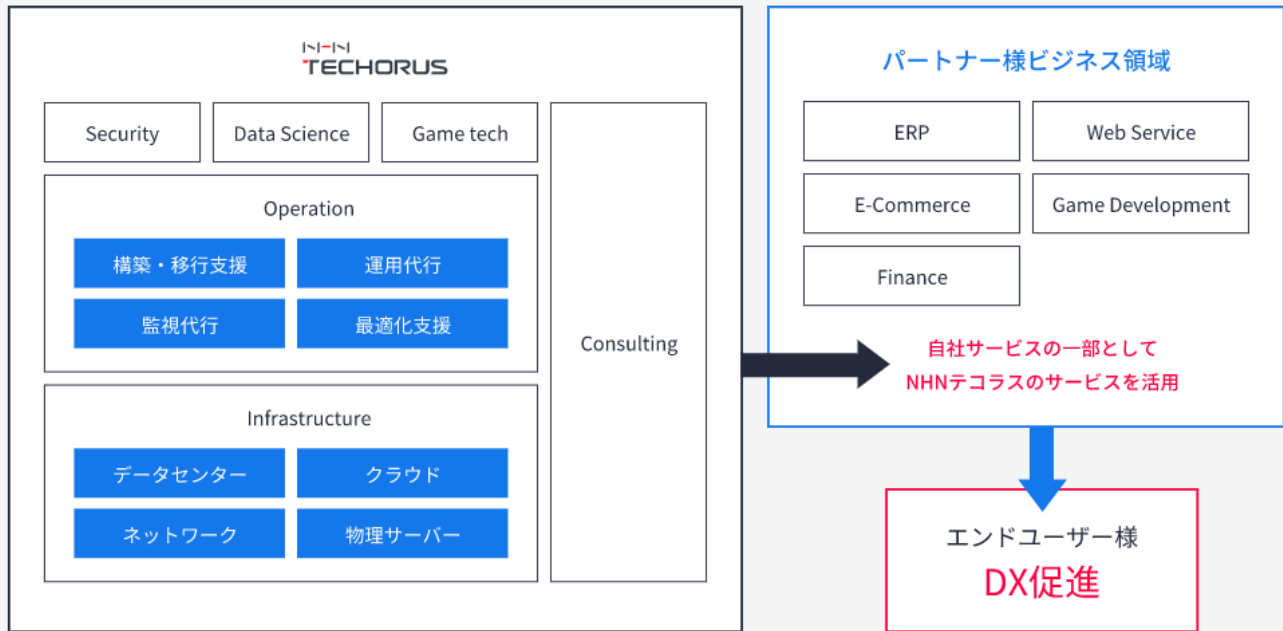 NHN
TECHORUS
Security
Data Science
Game tech
Operation
構築・移行支援
運用代行
監視代行
最適化支援
Infrastructure
データセンター
クラウド
ネットワーク
物理サーバー
Consulting
パートナー様ビジネス領域
ERP
Web Service
E-Commerce
Game Development
Finance
自社サービスの一部として
NHNテコラスのサービスを活用
エンドユーザー様
DX促進